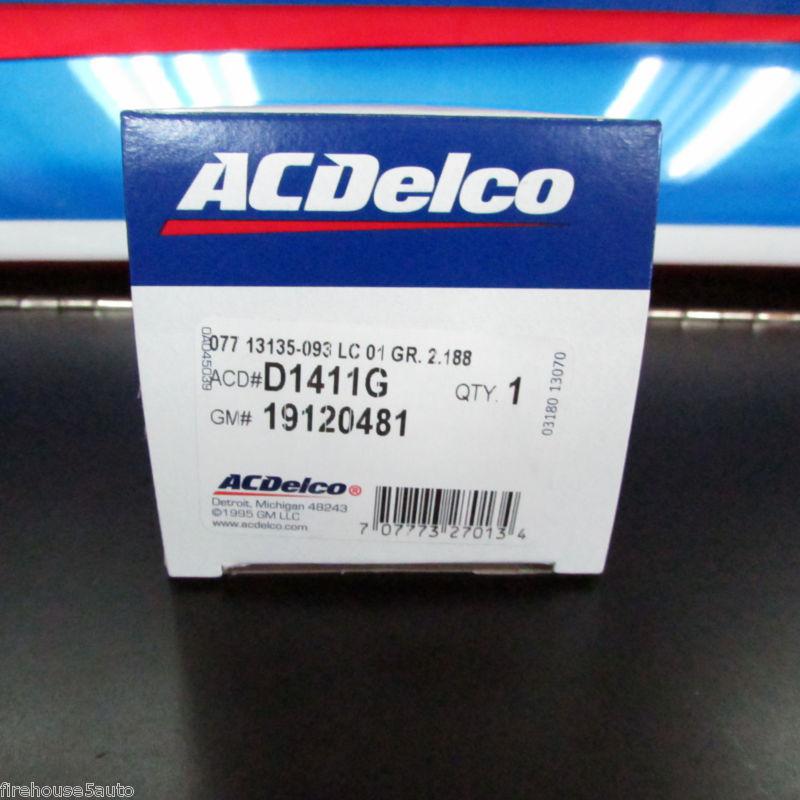 ACDelco
077 13135-093 LC 01 GR. 2.188
0A045039
ACD# D1411G QTY. 1
GM# 19120481
03180 13070
ACDelco®
Detroit, Michigan 48243
©1995 GM LLC
www.acdelco.com
7 07773 27013 4
firehouse5auto